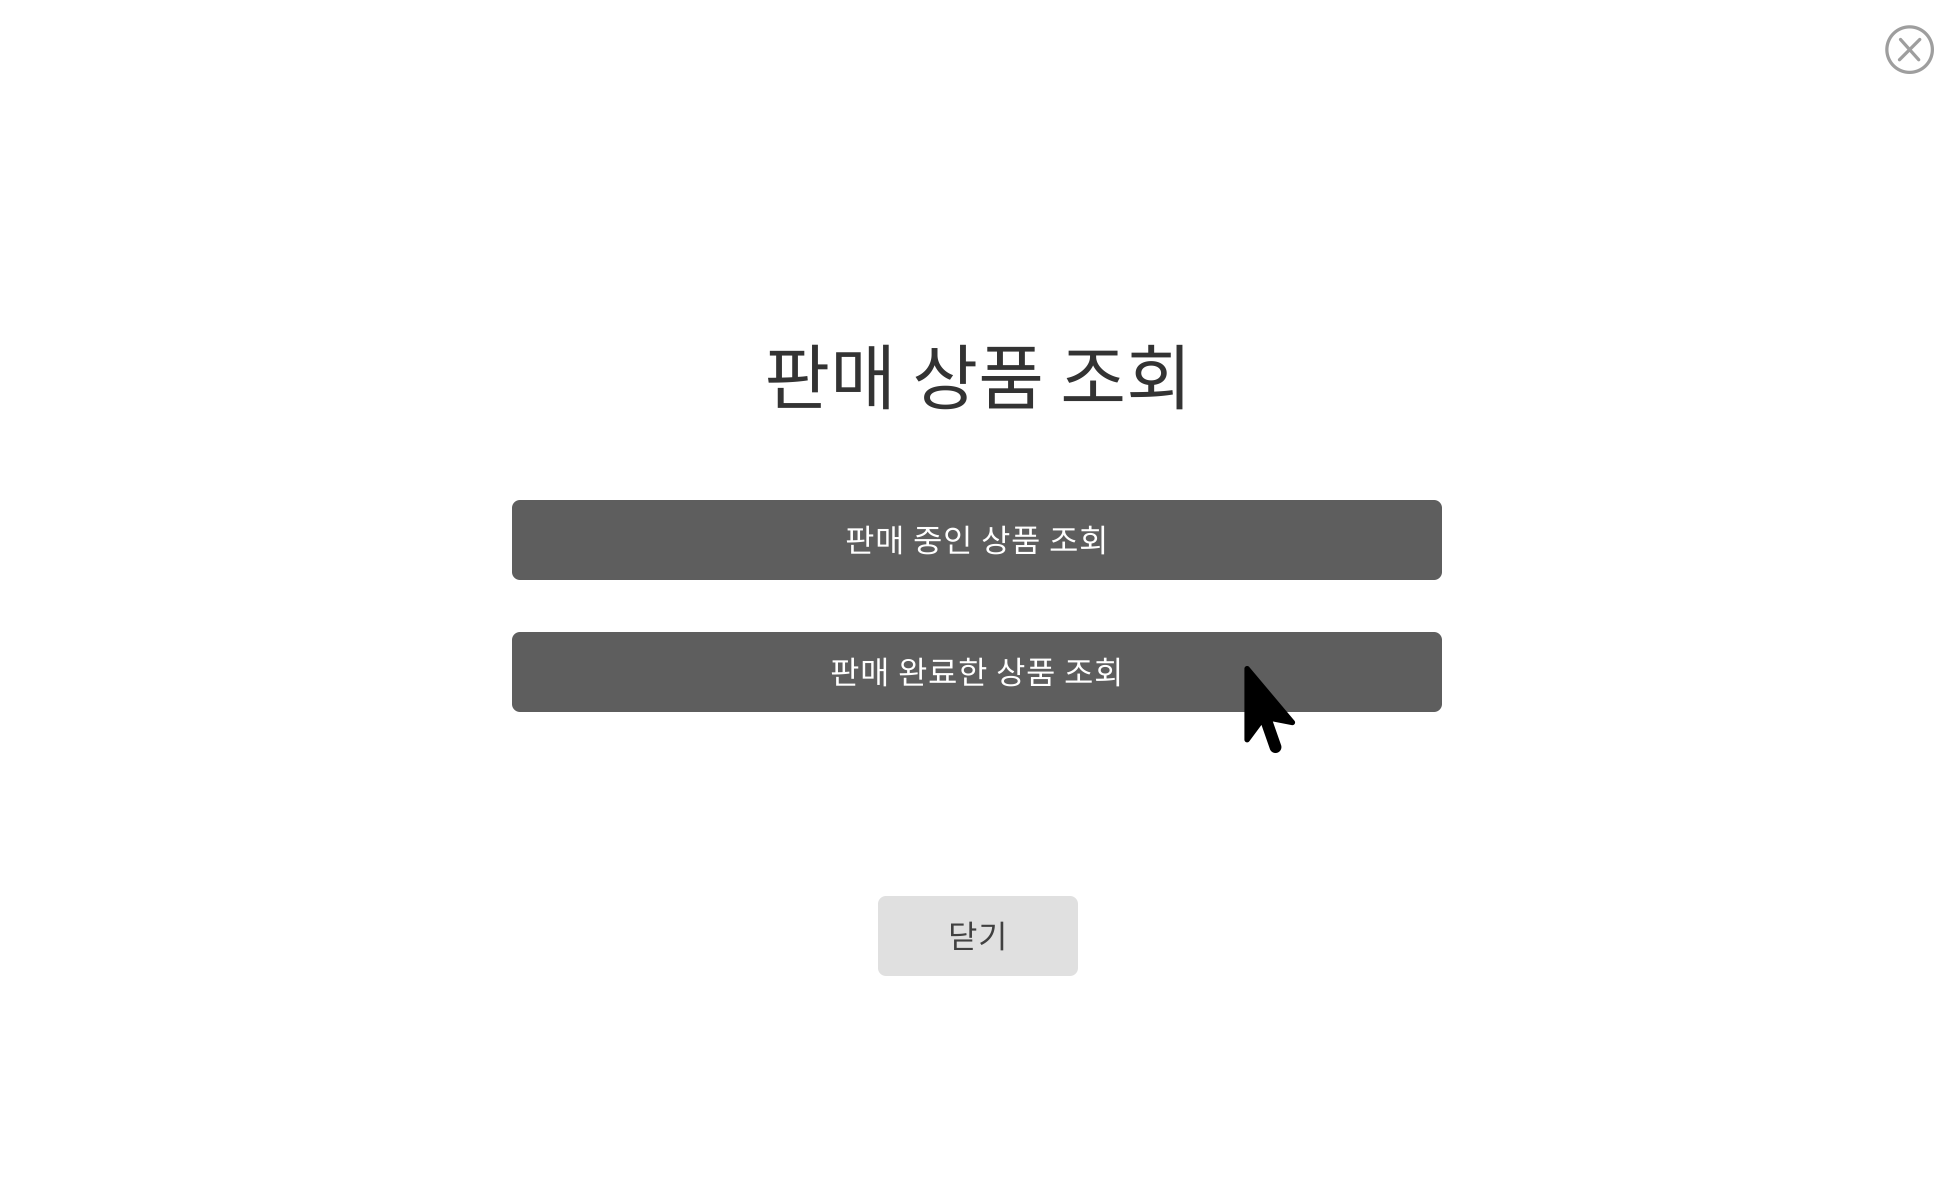 판매 상품 조회
판매 중인 상품 조회
판매 완료한 상품 조회
닫기